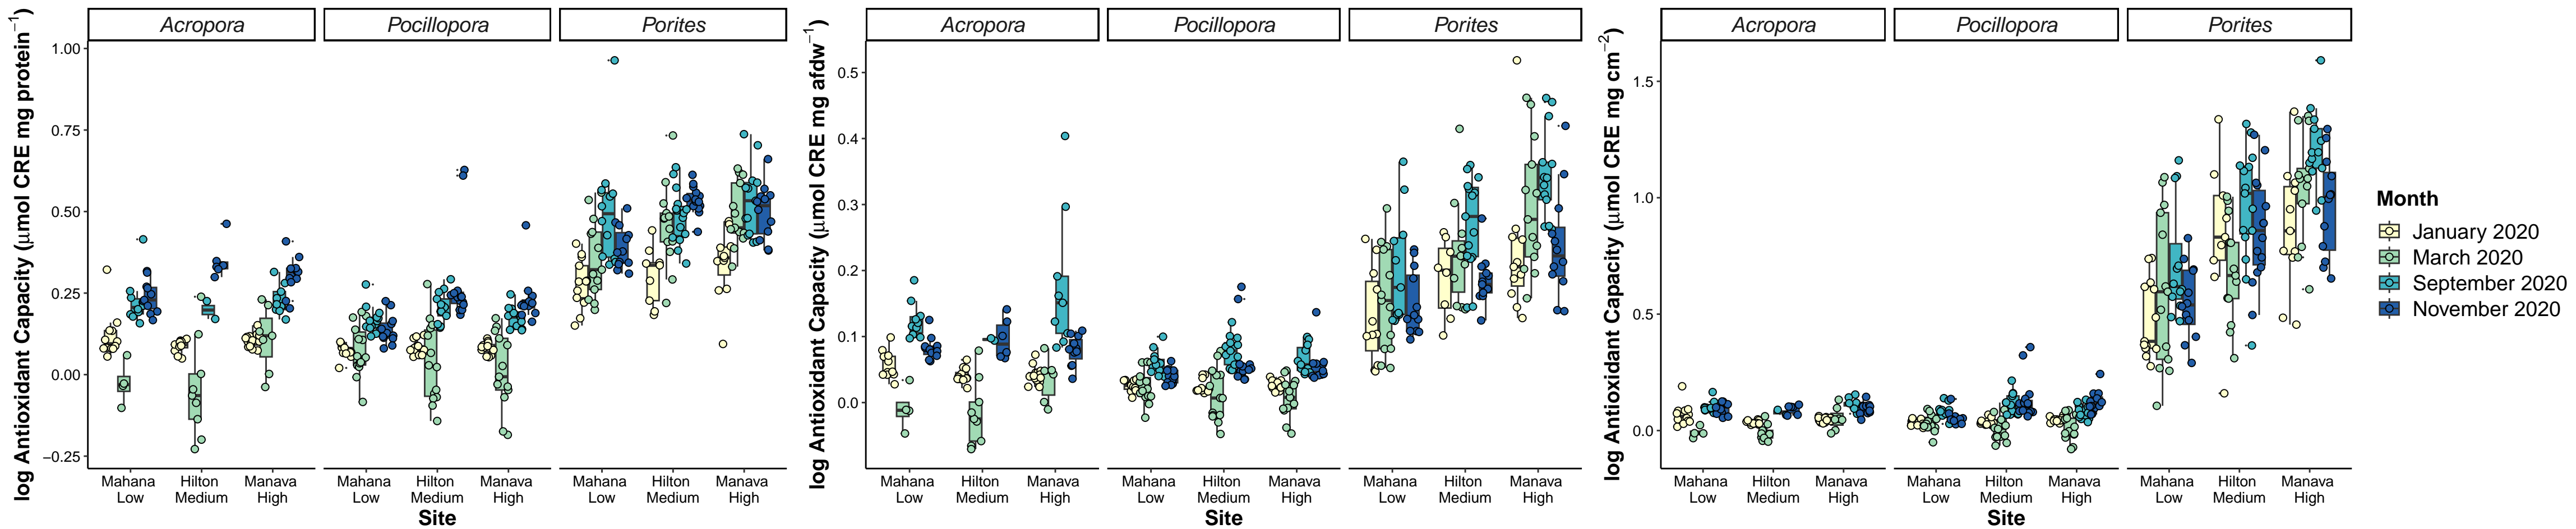 log Antioxidant Capacity (µmol CRE mg protein⁻¹)
Acropora Pocillopora Porites
1.00
0.75
0.50
0.25
0.00
−0.25
Mahana Hilton Manava Mahana Hilton Manava Mahana Hilton Manava
Low Medium High Low Medium High Low Medium High
Site
log Antioxidant Capacity (µmol CRE mg afdw⁻¹)
Acropora Pocillopora Porites
0.5
0.4
0.3
0.2
0.1
0.0
Mahana Hilton Manava Mahana Hilton Manava Mahana Hilton Manava
Low Medium High Low Medium High Low Medium High
Site
log Antioxidant Capacity (µmol CRE mg cm⁻²)
Acropora Pocillopora Porites
1.5
1.0
0.5
0.0
Mahana Hilton Manava Mahana Hilton Manava Mahana Hilton Manava
Low Medium High Low Medium High Low Medium High
Site
Month
January 2020
March 2020
September 2020
November 2020